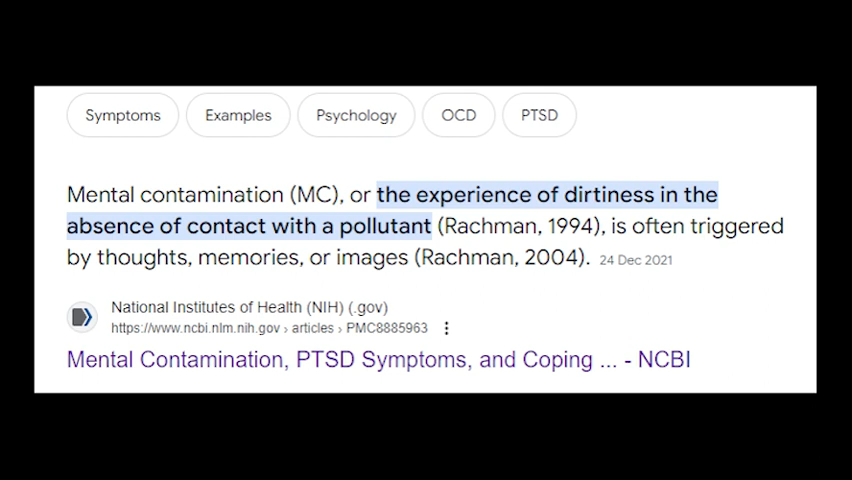 Symptoms Examples Psychology OCD PTSD
Mental contamination (MC), or the experience of dirtiness in the
absence of contact with a pollutant (Rachman, 1994), is often triggered
by thoughts, memories, or images (Rachman, 2004). 24 Dec 2021
National Institutes of Health (NIH) (.gov)
https://www.ncbi.nlm.nih.gov › articles › PMC8885963
Mental Contamination, PTSD Symptoms, and Coping ... - NCBI